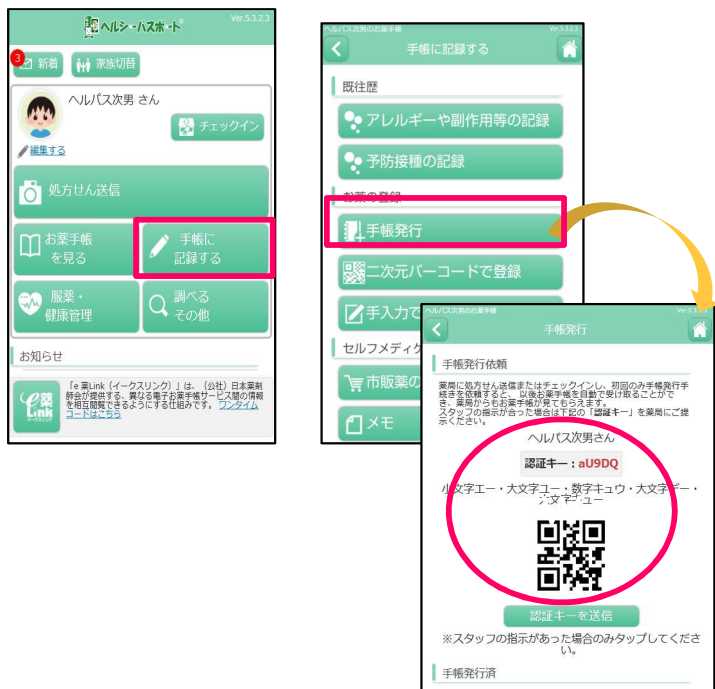 ヘルシーパスポート
Ver.5.3.2.3
3
新着
家族切替
ヘルパス次男 さん
チェックイン
編集する
処方せん送信
お薬手帳
を見る
手帳に
記録する
服薬・
健康管理
調べる
その他
お知らせ
e薬
Link
イークスリンク
「e 薬Link（イークスリンク）」は、（公社）日本薬剤
師会が提供する、異なる電子お薬手帳サービス間の情報
を相互閲覧できるようにする仕組みです。 ワンタイム
コードはこちら
ヘルパス次男のお薬手帳
Ver.5.3.2.3
手帳に記録する
既往歴
アレルギーや副作用等の記録
予防接種の記録
お薬の登録
手帳発行
二次元バーコードで登録
手入力で
セルフメディケ
市販薬の
メモ
ヘルパス次男のお薬手帳
手帳発行
手帳発行依頼
薬局に処方せん送信またはチェックインし、初回のみ手帳発行手
続きを依頼すると、 以後お薬手帳を自動で受け取ることがで
き、薬局からもお薬手帳が見てもらえます。
スタッフの指示が合った場合は下記の「認証キー」を薬局にご提
示ください。
ヘルパス次男さん
認証キー：aU9DQ
小文字エー・大文字ユー・数字キュウ・大文字デー・
大文字キュー
認証キーを送信
※スタッフの指示があった場合のみタップしてくださ
い。
手帳発行済